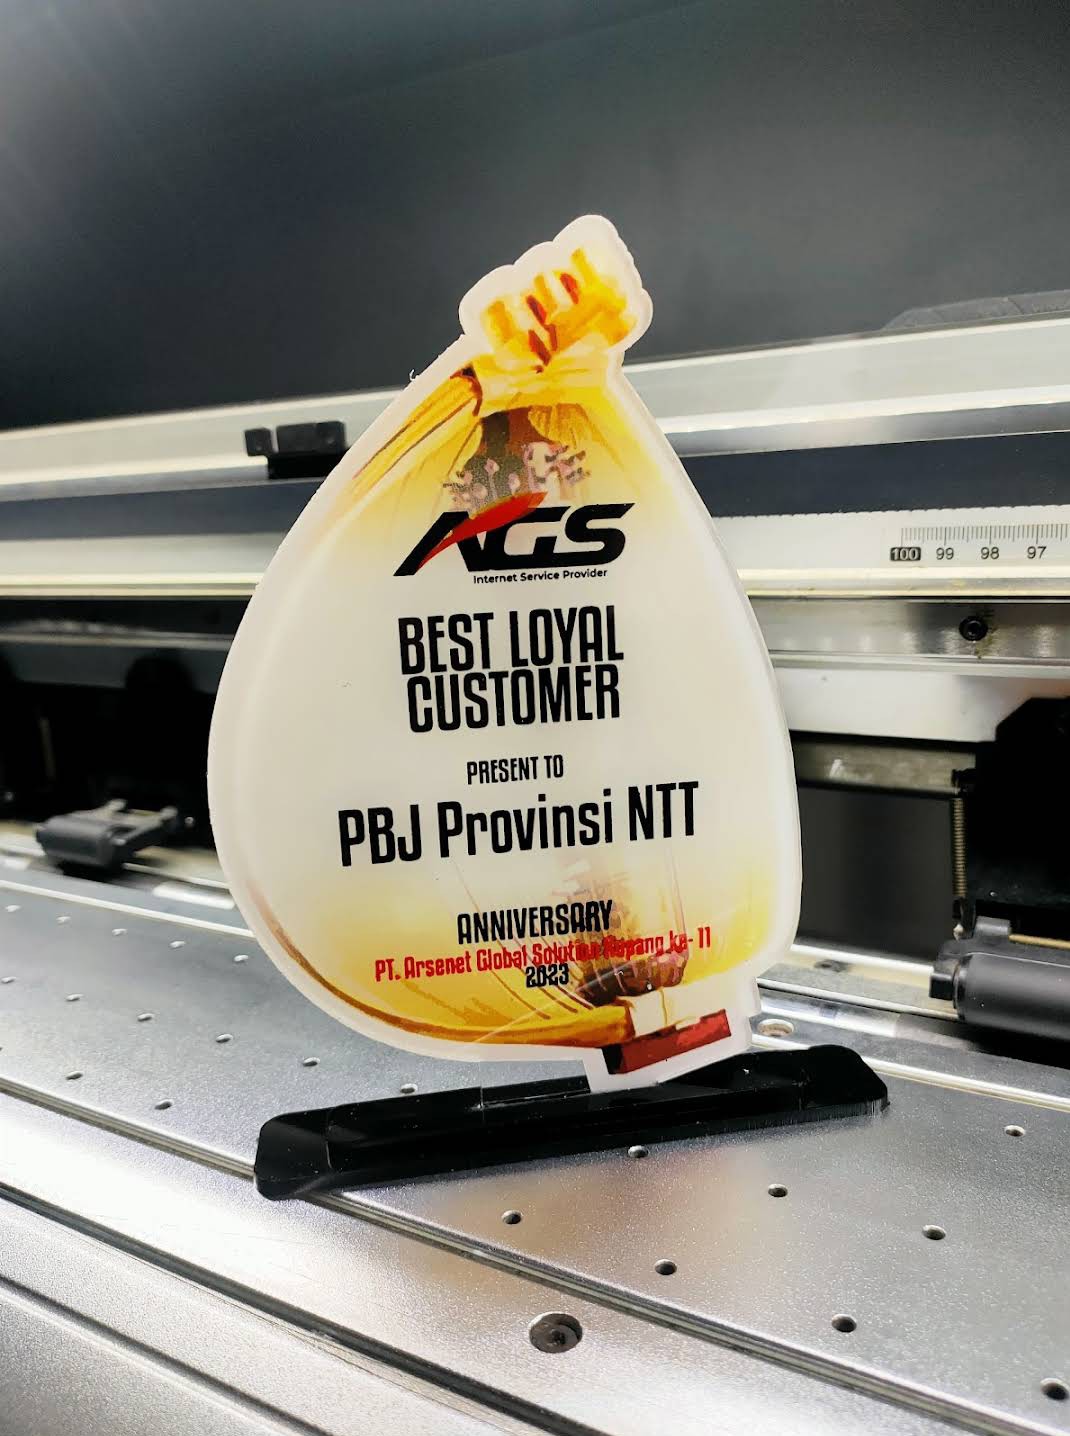 AGS
Internet Service Provider
BEST LOYAL
CUSTOMER
PRESENT TO
PBJ Provinsi NTT
ANNIVERSARY
PT. Arsenet Global Solution Kupang ke- 11
2023
100 99 98 97